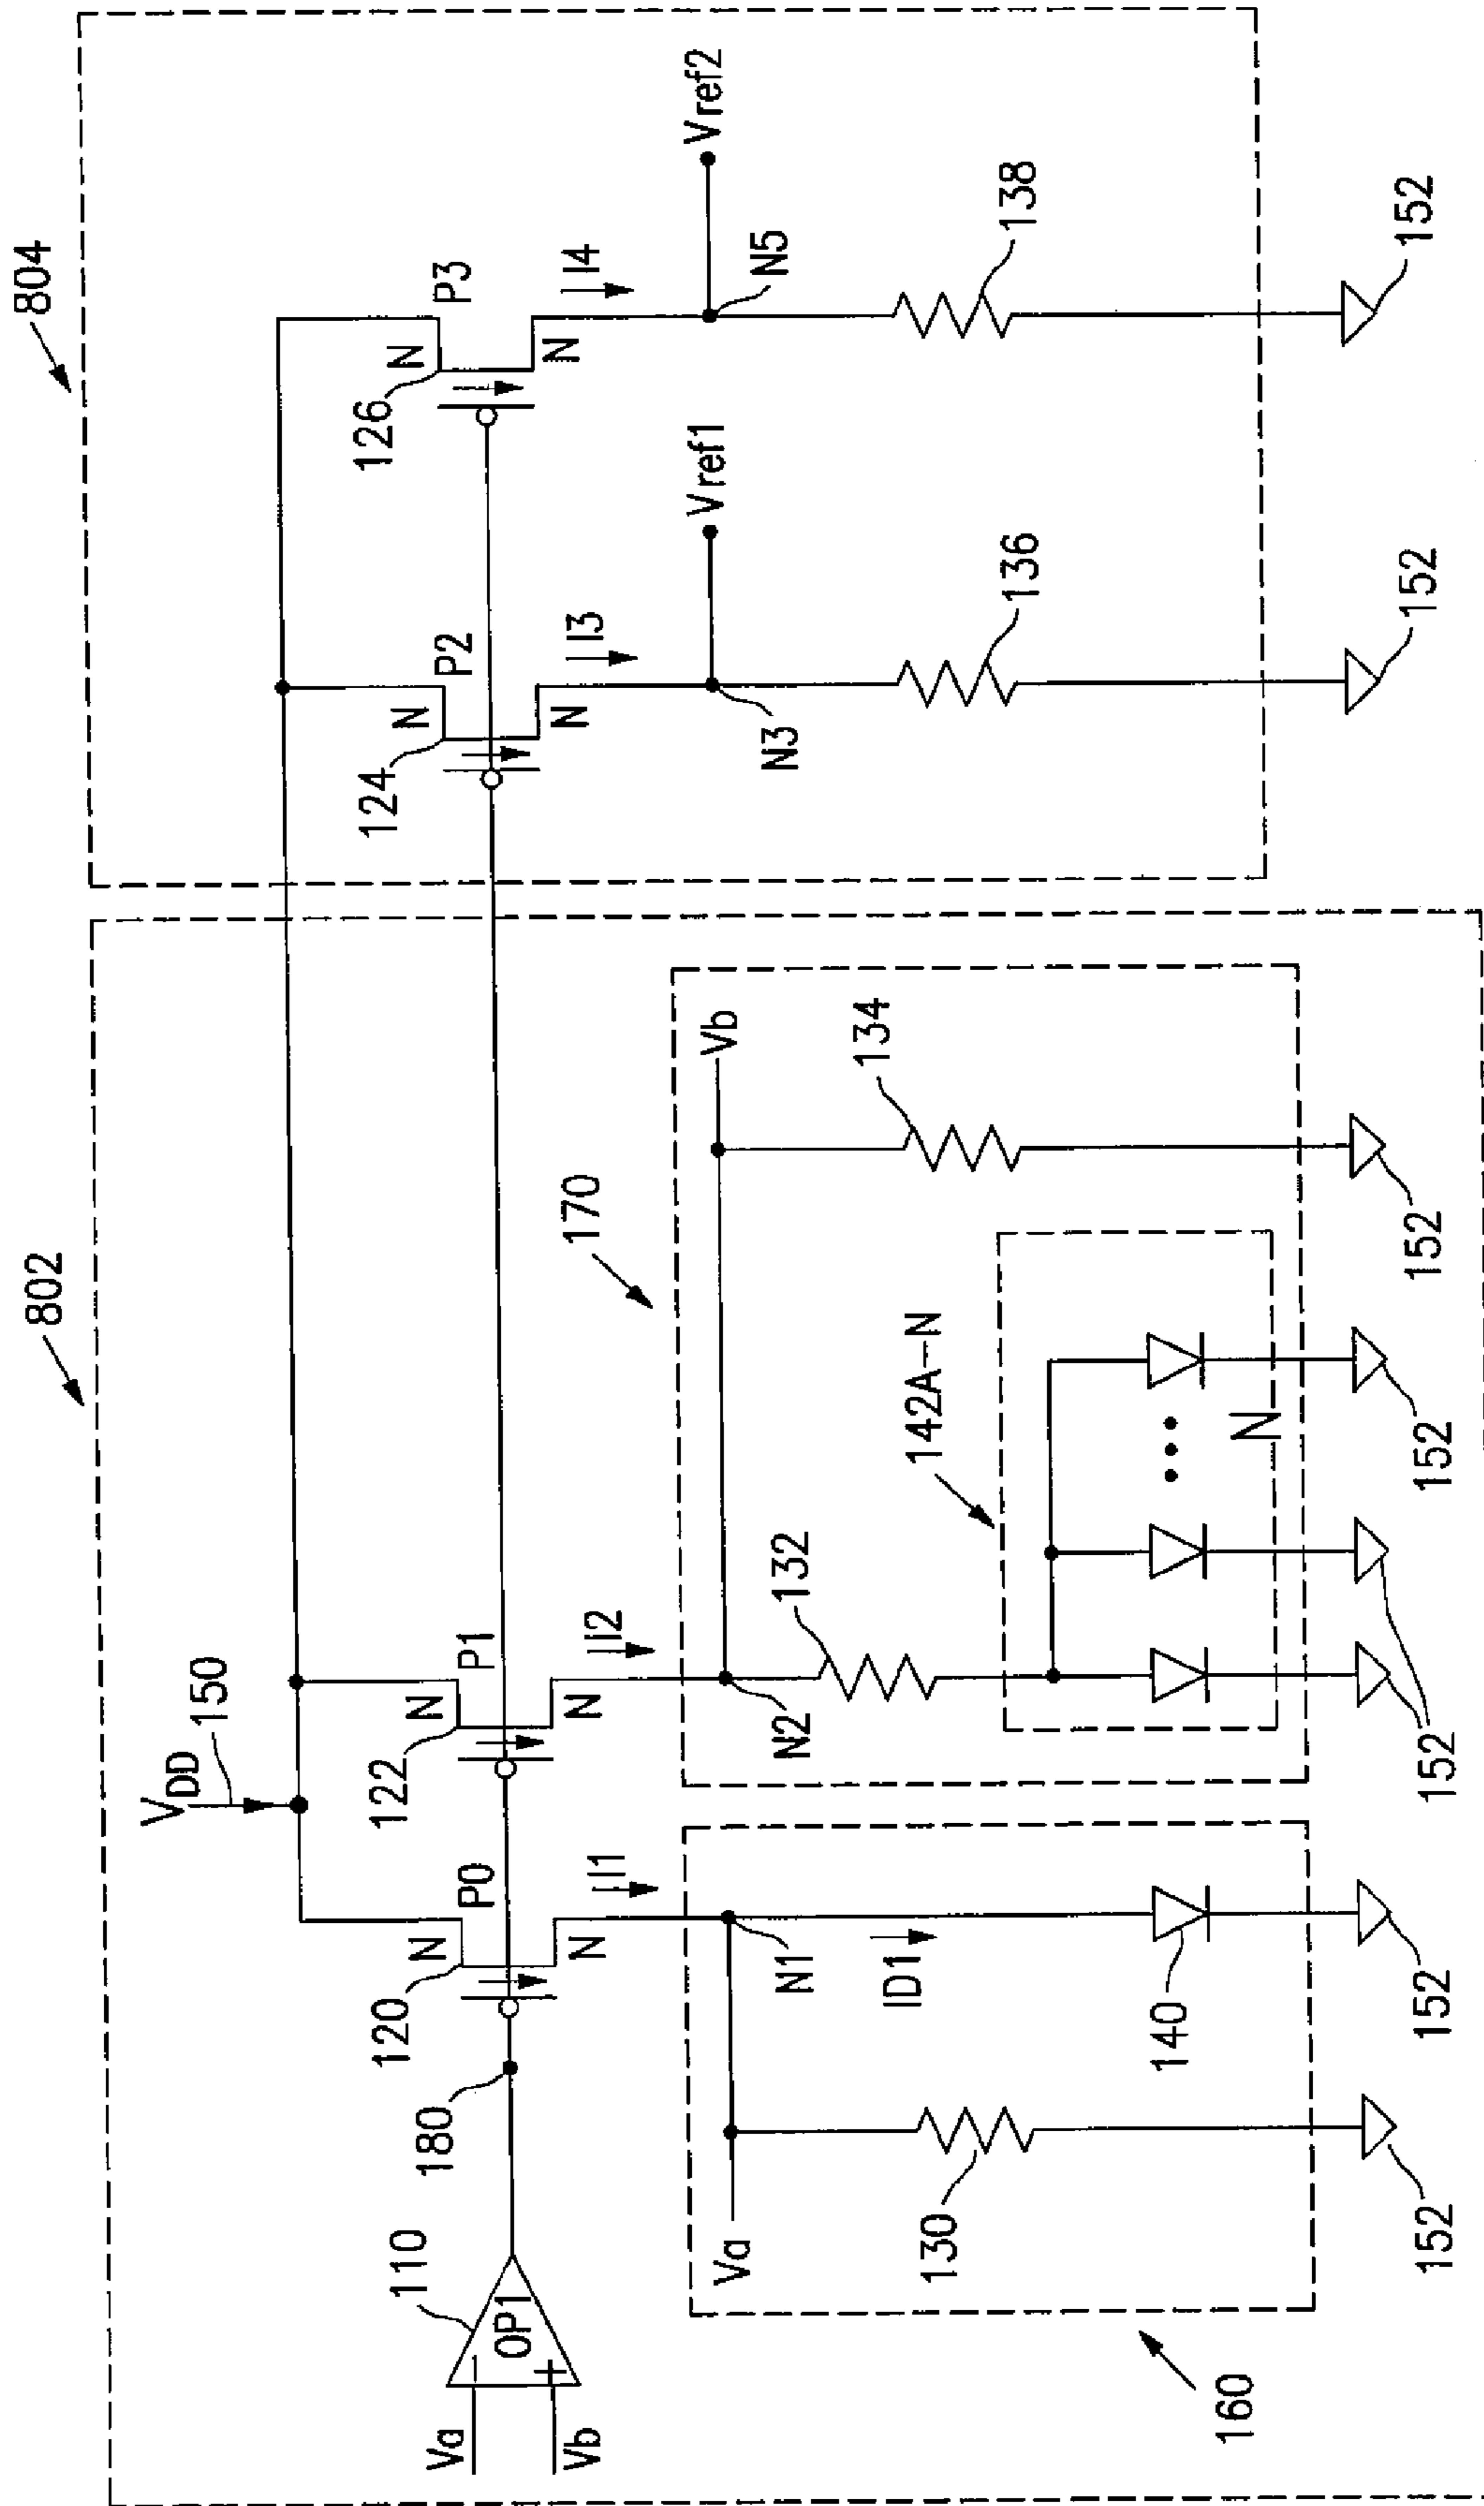 802
804
VDD
150
110
OP1
−
+
Va
Vb
180
120
P0
N
N
I1
122
P1
N
N
I2
124
P2
N
N
I3
126
P3
N
N
I4
170
Va
N1
ID1
130
140
N2
132
142A-N
N
Vb
134
N3
Vref1
136
N5
Vref2
138
160
152
152
152
152
152
152
152
152